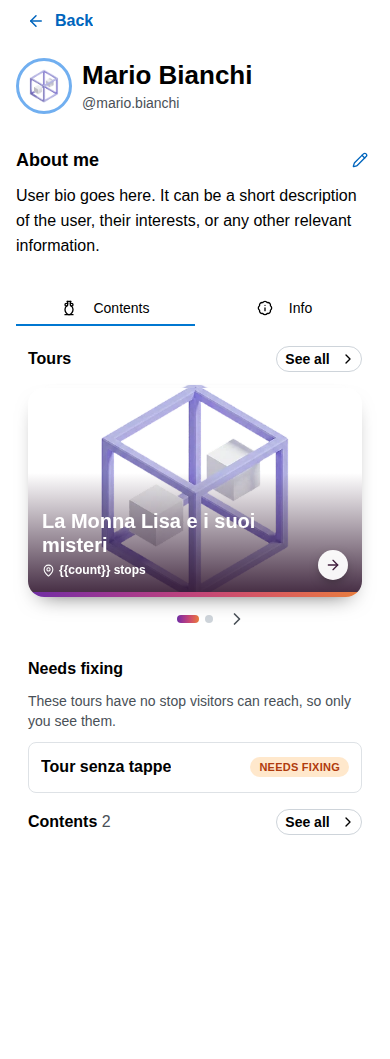 Back
Mario Bianchi
@mario.bianchi
About me
User bio goes here. It can be a short description
of the user, their interests, or any other relevant
information.
Contents
Info
Tours
See all
La Monna Lisa e i suoi
misteri
{{count}} stops
Needs fixing
These tours have no stop visitors can reach, so only
you see them.
Tour senza tappe
NEEDS FIXING
Contents 2
See all